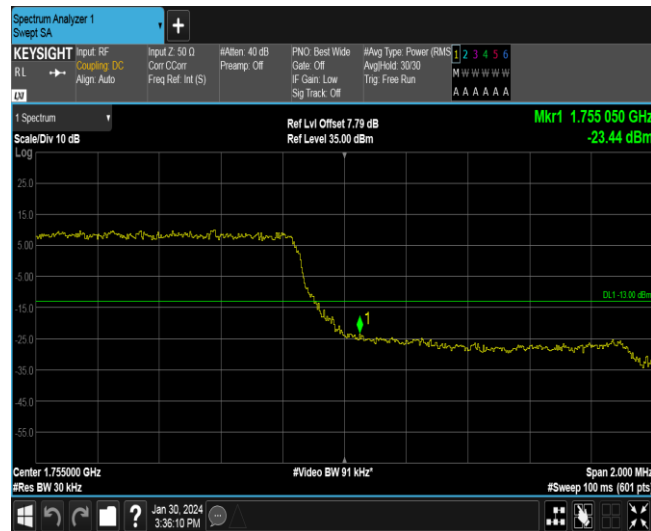 Spectrum Analyzer 1
Swept SA
+
KEYSIGHT
RL
LXI
Input: RF
Coupling: DC
Align: Auto
Input Z: 50 Ω
Corr CCorr
Freq Ref: Int (S)
#Atten: 40 dB
Preamp: Off
PNO: Best Wide
Gate: Off
IF Gain: Low
Sig Track: Off
#Avg Type: Power (RMS
Avg|Hold: 30/30
Trig: Free Run
1 2 3 4 5 6
M W W W W W
A A A A A A
1 Spectrum
Scale/Div 10 dB
Ref Lvl Offset 7.79 dB
Ref Level 35.00 dBm
Mkr1 1.755 050 GHz
-23.44 dBm
Log
25.0
15.0
5.00
-5.00
DL1 -13.00 dBm
-15.0
1
-25.0
-35.0
-45.0
-55.0
Center 1.755000 GHz
#Video BW 91 kHz*
Span 2.000 MHz
#Res BW 30 kHz
#Sweep 100 ms (601 pts)
?
Jan 30, 2024
3:36:10 PM